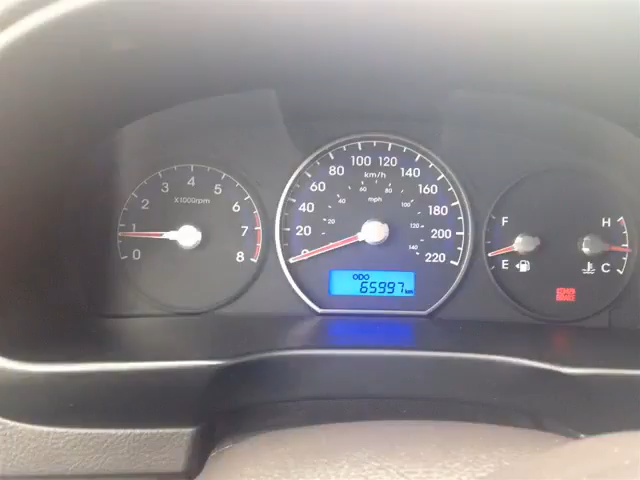 0 1 2 3 4 5 6 7 8
X1000rpm
0 20 40 60 80 100 120 140 160 180 200 220
km/h
20 40 60 80 100 120 140
mph
ODO
65997 km
F
E
H
C